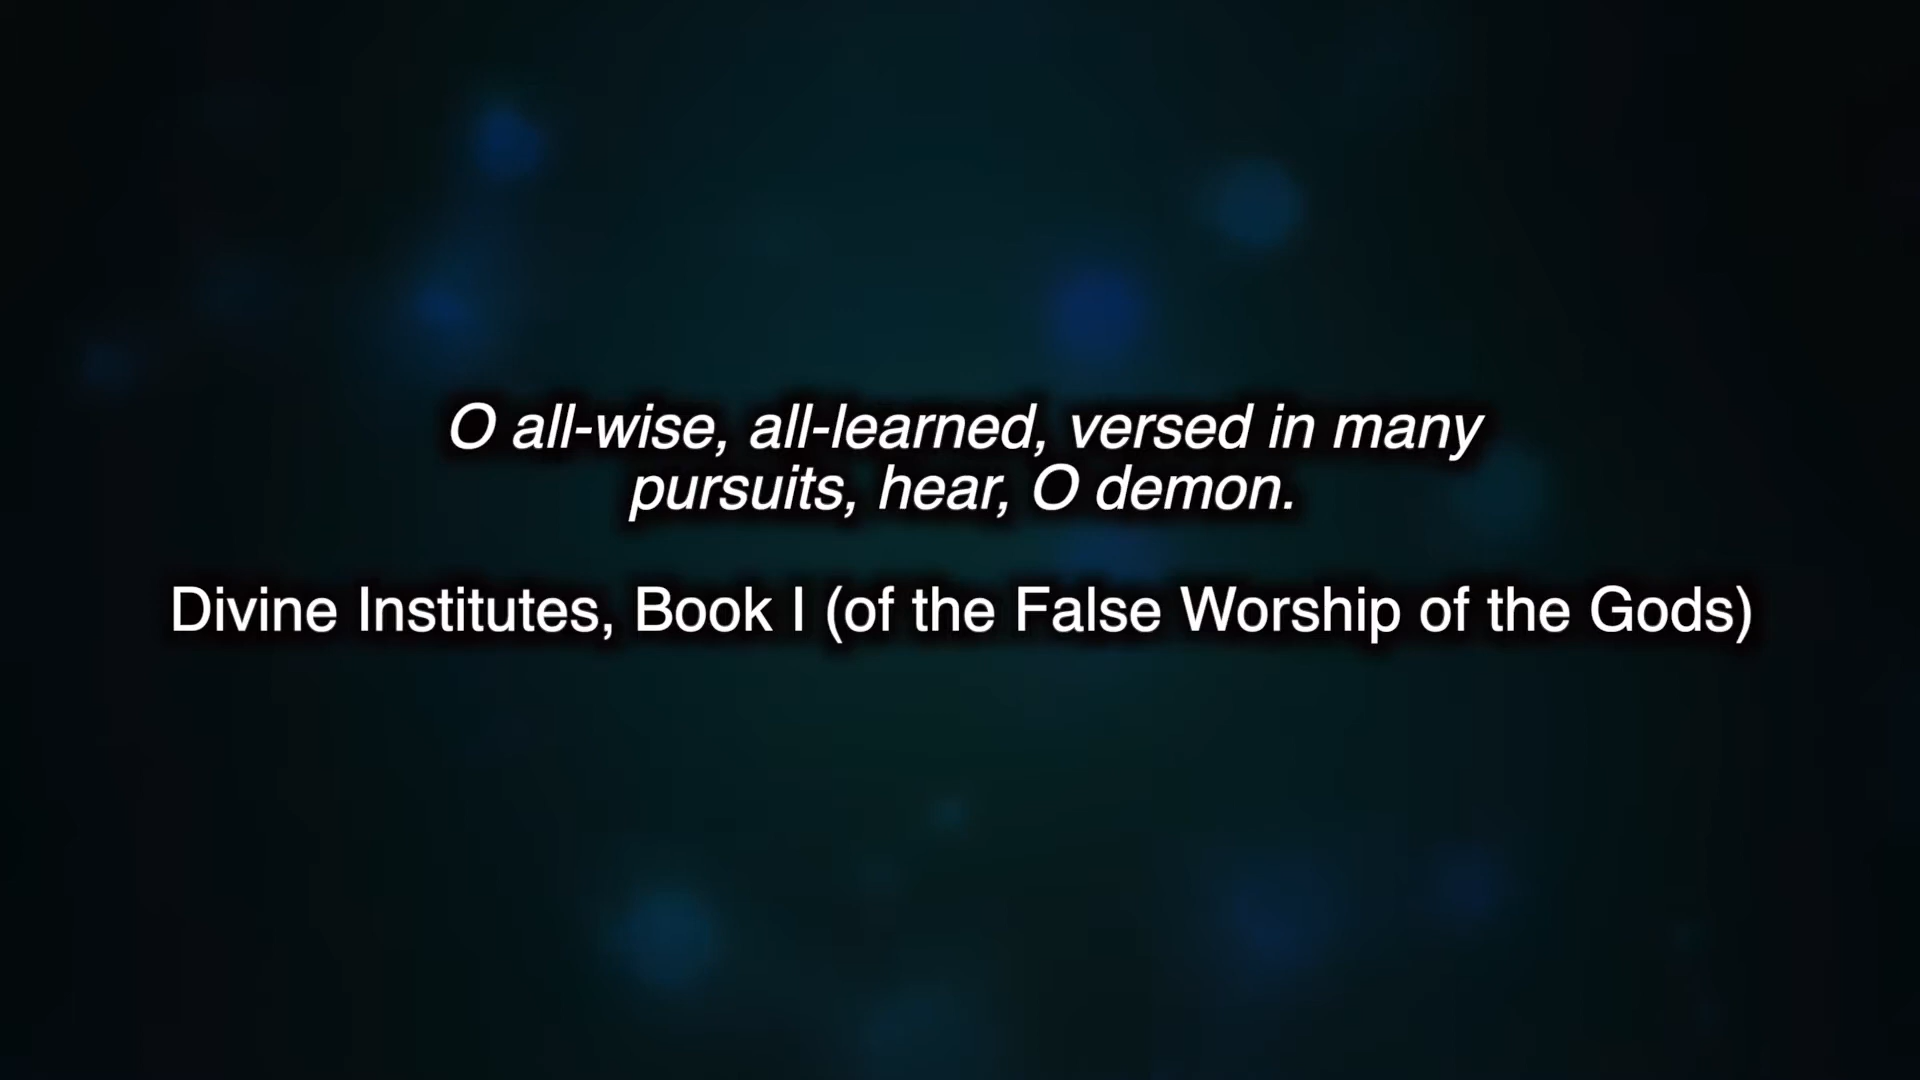 O all-wise, all-learned, versed in many
pursuits, hear, O demon.
Divine Institutes, Book I (of the False Worship of the Gods)